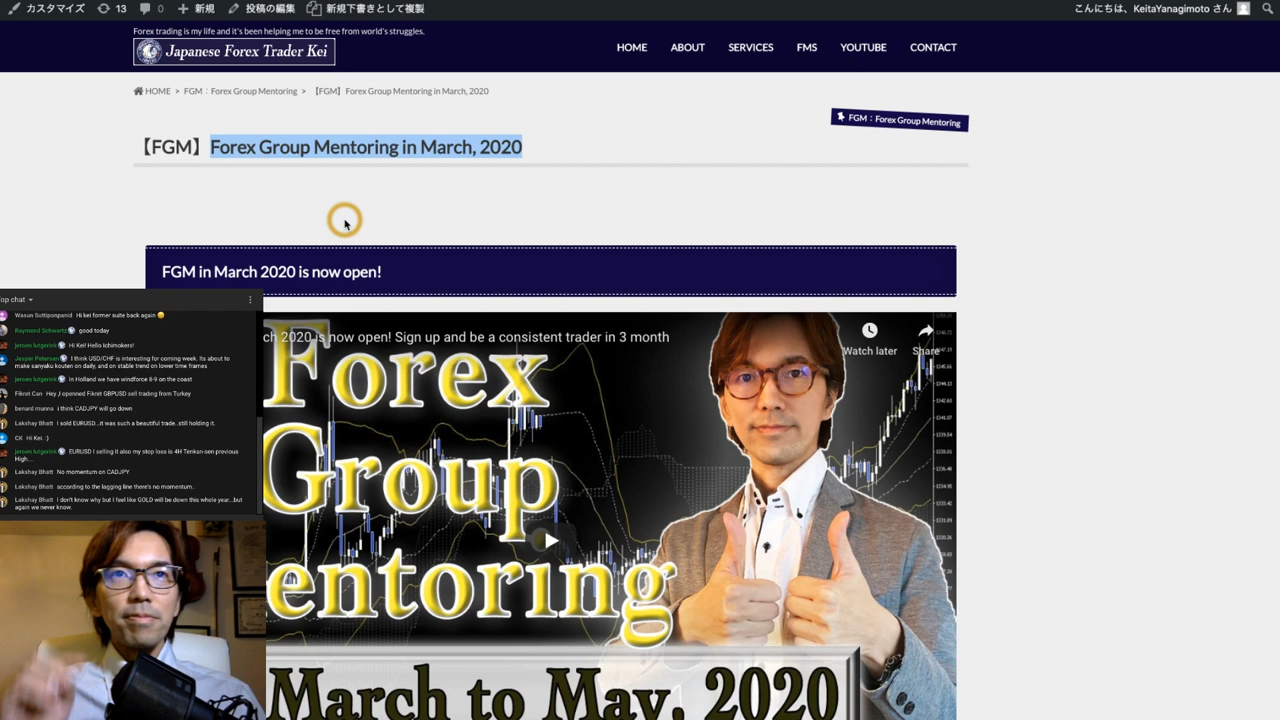 カスタマイズ 13 0 新規 投稿の編集 新規下書きとして複製 こんにちは、KeitaYanagimoto さん
Forex trading is my life and it's been helping me to be free from world's struggles.
Japanese Forex Trader Kei
HOME ABOUT SERVICES FMS YOUTUBE CONTACT
HOME > FGM：Forex Group Mentoring > 【FGM】Forex Group Mentoring in March, 2020
FGM：Forex Group Mentoring
【FGM】Forex Group Mentoring in March, 2020
FGM in March 2020 is now open!
op chat
Wasun Suttiponpanid Hi kei former suite back again
Raymond Schwartz good today
jeroen lutgerink Hi Kei! Hello Ichimokers!
Jesper Petersen I think USD/CHF is interesting for coming week. Its about to
make sanyaku kouten on daily, and on stable trend on lower time frames
jeroen lutgerink In Holland we have windforce 8-9 on the coast
Fikret Can Hey ,I openned Fikret GBPUSD sell trading from Turkey
benard munna i think CADJPY will go down
Lakshay Bhatt I sold EURUSD...it was such a beautiful trade..still holding it.
CK Hi Kei. :)
jeroen lutgerink EURUSD I selling it also my stop loss is 4H Tenkan-sen previous
High...
Lakshay Bhatt No momentum on CADJPY
Lakshay Bhatt according to the lagging line there's no momentum..
Lakshay Bhatt I don't know why but I feel like GOLD will be down this whole year...but
again we never know.
ch 2020 is now open! Sign up and be a consistent trader in 3 month
Watch later Share
Forex
Group
entoring
March to May, 2020